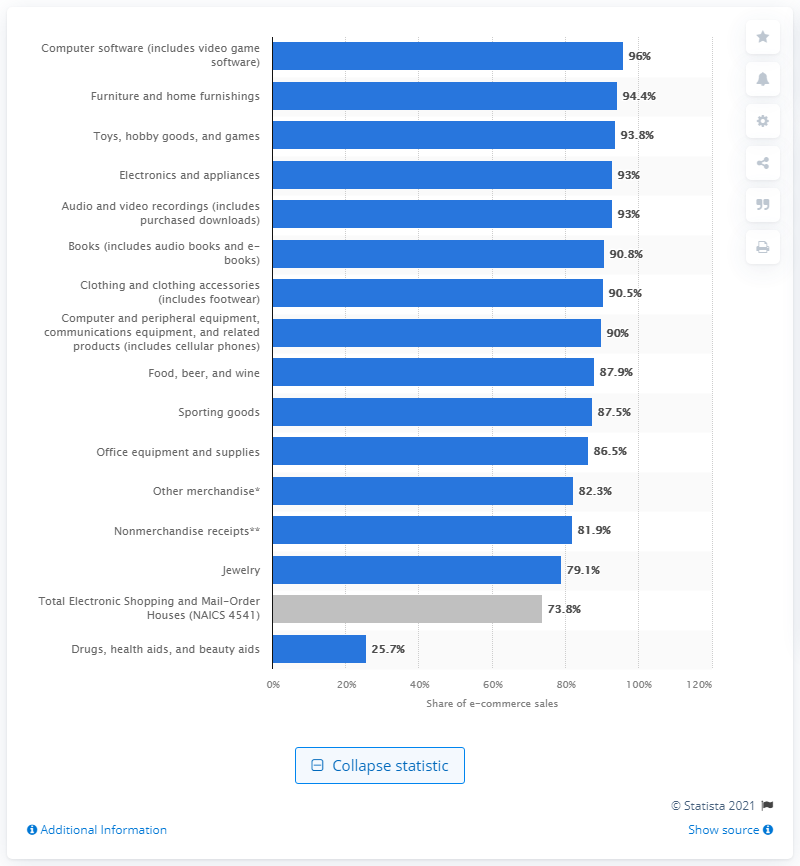 Computer software (includes video game
software)
96%
Furniture and home furnishings
94.4%
Toys, hobby goods, and games
93.8%
Electronics and appliances
93%
Audio and video recordings (includes
purchased downloads)
93%
Books (includes audio books and e-
books)
90.8%
Clothing and clothing accessories
(includes footwear)
90.5%
Computer and peripheral equipment,
communications equipment, and related
products (includes cellular phones)
90%
Food, beer, and wine
87.9%
Sporting goods
87.5%
Office equipment and supplies
86.5%
Other merchandise*
82.3%
Nonmerchandise receipts**
81.9%
Jewelry
79.1%
Total Electronic Shopping and Mail-Order
Houses (NAICS 4541)
73.8%
Drugs, health aids, and beauty aids
25.7%
0% 20% 40% 60% 80% 100% 120%
Share of e-commerce sales
Collapse statistic
© Statista 2021
Additional Information
Show source